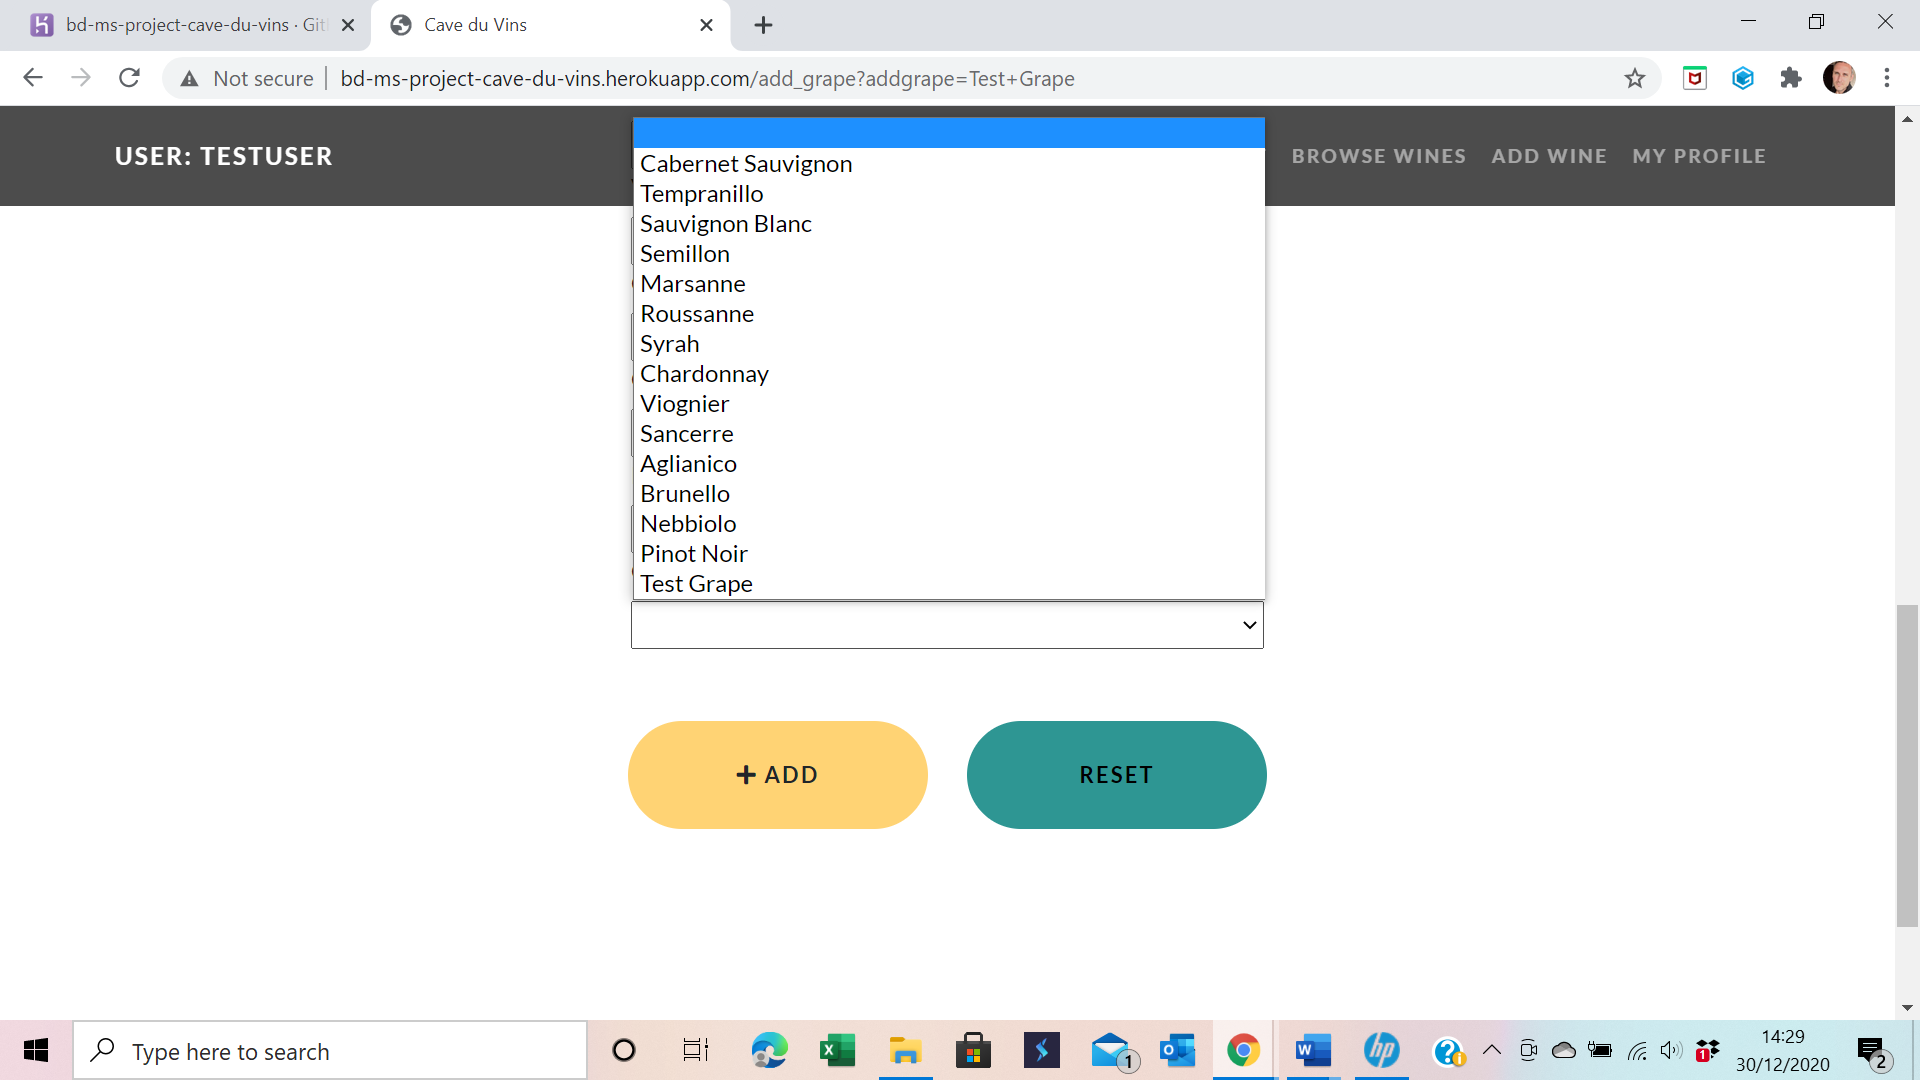 bd-ms-project-cave-du-vins · Git
Cave du Vins
Not secure
bd-ms-project-cave-du-vins.herokuapp.com/add_grape?addgrape=Test+Grape
USER: TESTUSER
BROWSE WINES
ADD WINE
MY PROFILE
Cabernet Sauvignon
Tempranillo
Sauvignon Blanc
Semillon
Marsanne
Roussanne
Syrah
Chardonnay
Viognier
Sancerre
Aglianico
Brunello
Nebbiolo
Pinot Noir
Test Grape
+ ADD
RESET
Type here to search
1
1
14:29
30/12/2020
2